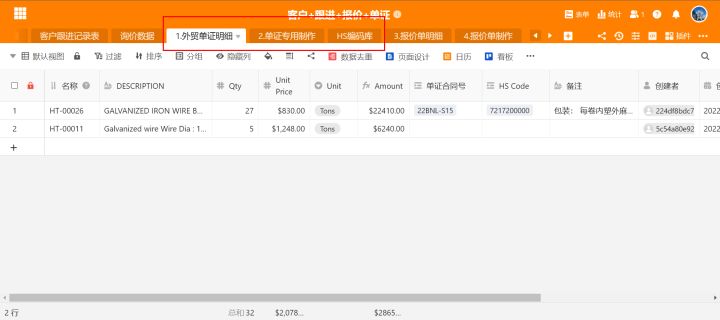 客户+跟进+报价+单证
表单 统计 1
客户跟进记录表 询价数据 1.外贸单证明细 2.单证专用制作 HS编码库 3.报价单明细 4.报价单制作 插件
默认视图 过滤 排序 分组 隐藏列 数据去重 页面设计 日历 看板
名称 DESCRIPTION Qty Unit Price Unit Amount 单证合同号 HS Code 备注 创建者
1 HT-00026 GALVANIZED IRON WIRE B... 27 $830.00 Tons $22410.00 22BNL-S15 7217200000 包装： 每卷内塑外麻... 224df8bdc7 2022
2 HT-00011 Galvanized wire Wire Dia : 1... 5 $1,248.00 Tons $6240.00 5c54a80e92 2022
2 行 总和 32 $2,078... $2865...